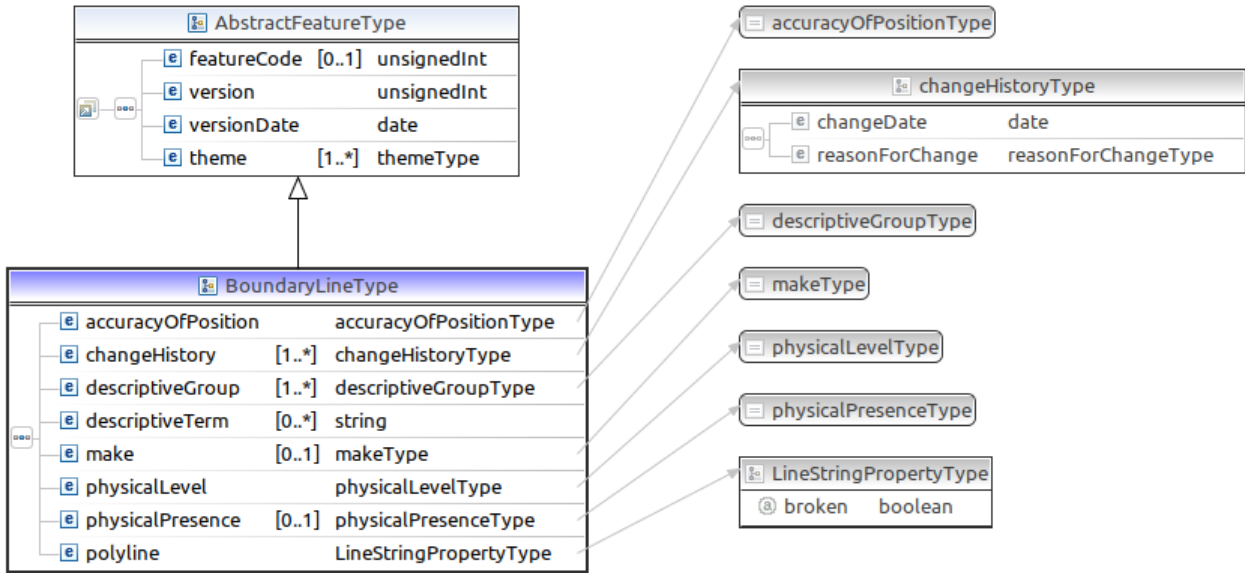 AbstractFeatureType
featureCode [0..1] unsignedInt
version unsignedInt
versionDate date
theme [1..*] themeType
BoundaryLineType
accuracyOfPosition accuracyOfPositionType
changeHistory [1..*] changeHistoryType
descriptiveGroup [1..*] descriptiveGroupType
descriptiveTerm [0..*] string
make [0..1] makeType
physicalLevel physicalLevelType
physicalPresence [0..1] physicalPresenceType
polyline LineStringPropertyType
accuracyOfPositionType
changeHistoryType
changeDate date
reasonForChange reasonForChangeType
descriptiveGroupType
makeType
physicalLevelType
physicalPresenceType
LineStringPropertyType
broken boolean